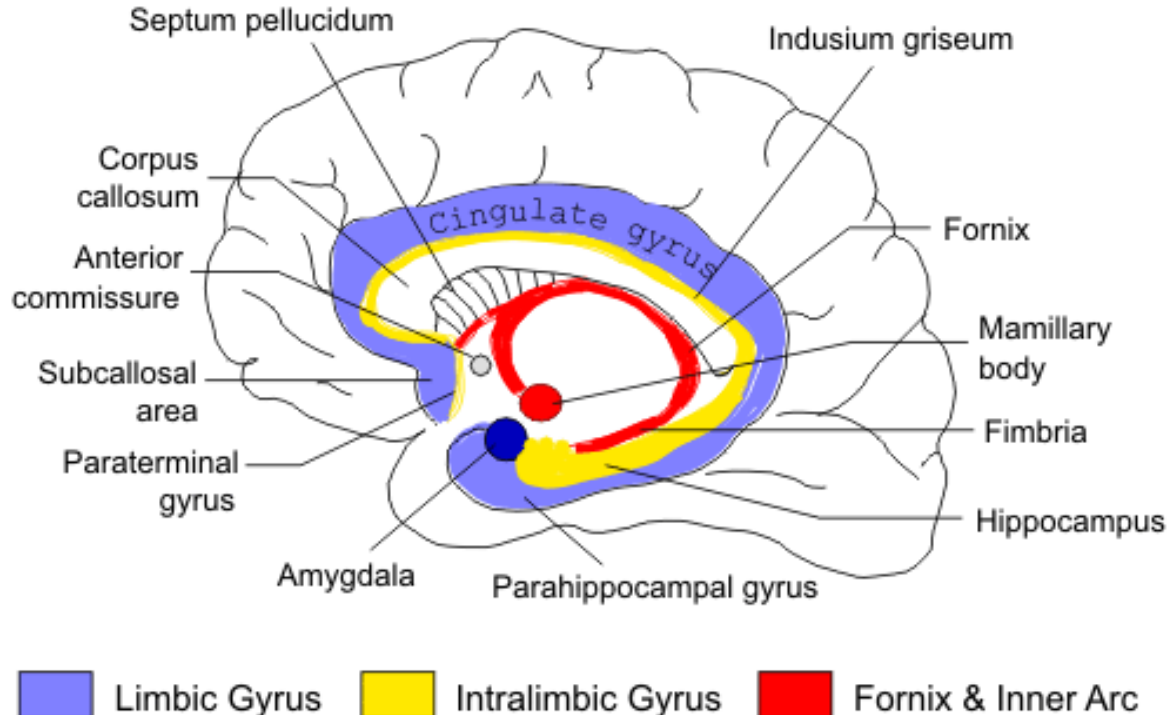 Septum pellucidum
Indusium griseum
Corpus
callosum
Cingulate gyrus
Fornix
Anterior
commissure
Mamillary
body
Subcallosal
area
Fimbria
Paraterminal
gyrus
Hippocampus
Amygdala
Parahippocampal gyrus
Limbic Gyrus
Intralimbic Gyrus
Fornix & Inner Arc